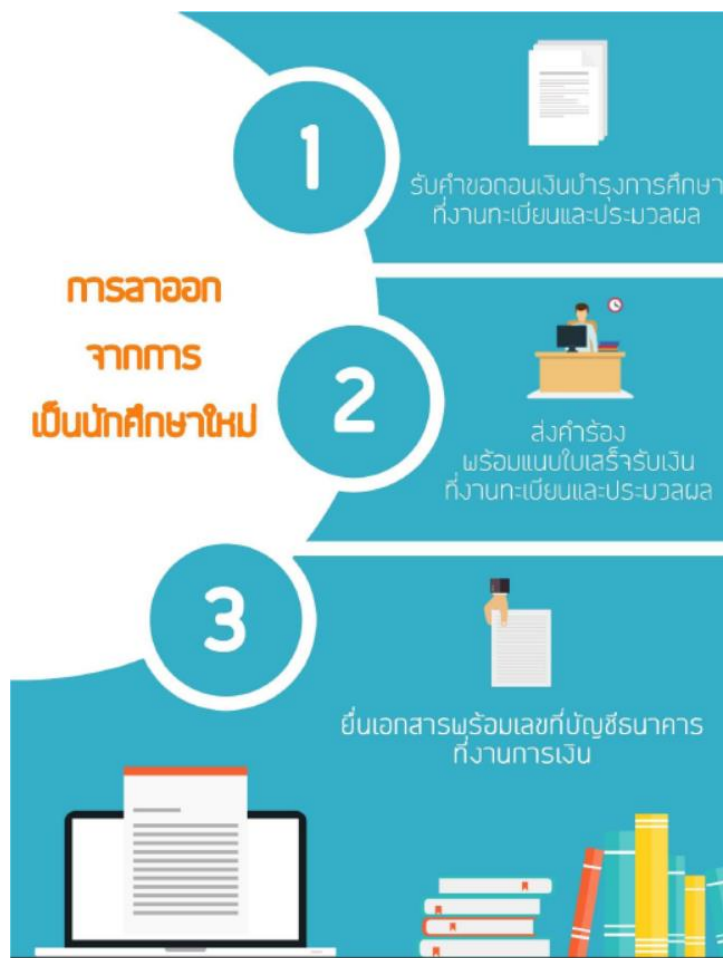 การลาออก
จากการ
เป็นนักศึกษาใหม่
1
รับคำขอถอนเงินบำรุงการศึกษา
ที่งานทะเบียนและประมวลผล
2
ส่งคำร้อง
พร้อมแนบใบเสร็จรับเงิน
ที่งานทะเบียนและประมวลผล
3
ยื่นเอกสารพร้อมเลขที่บัญชีธนาคาร
ที่งานการเงิน